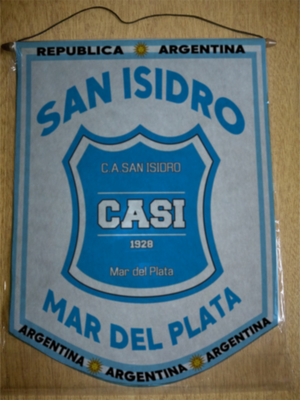 REPUBLICA ARGENTINA
SAN ISIDRO
C.A.SAN ISIDRO
CASI
1928
Mar del Plata
MAR DEL PLATA
ARGENTINA ARGENTINA ARGENTINA